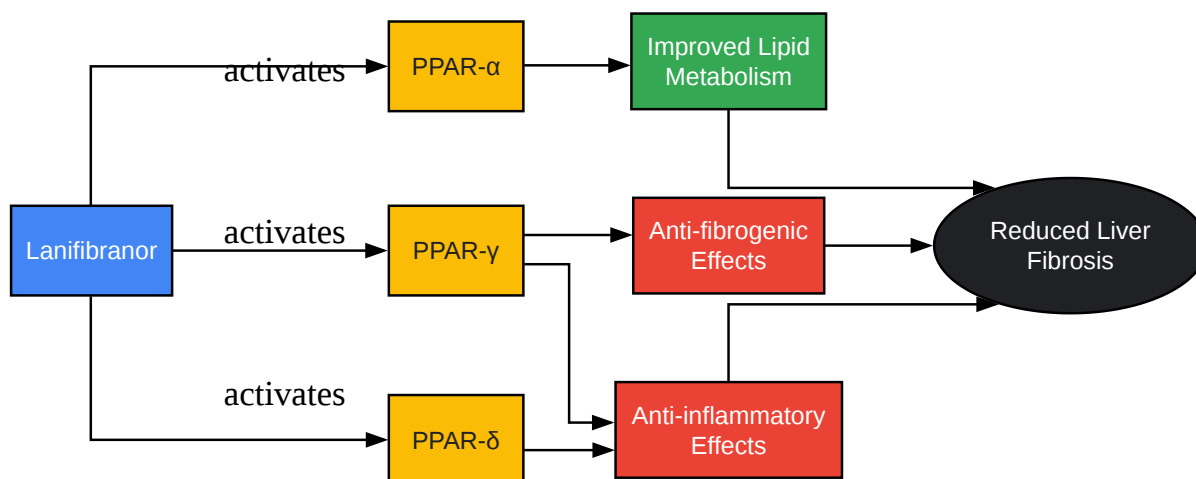 activates
PPAR-α
Improved Lipid
Metabolism
Lanifibranor
activates
PPAR-γ
Anti-fibrogenic
Effects
Reduced Liver
Fibrosis
activates
PPAR-δ
Anti-inflammatory
Effects